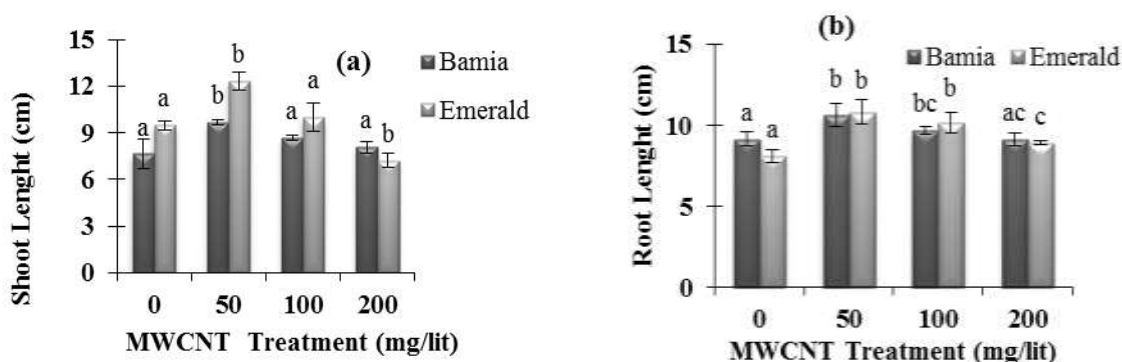 (a)
Shoot Lenght (cm)
15
12
9
6
3
0
a a b b a a a b
Bamia
Emerald
0 50 100 200
MWCNT Treatment (mg/lit)
(b)
Root Lenght (cm)
15
10
5
0
Bamia Emerald
a a b b bc b ac c
0 50 100 200
MWCNT Treatment (mg/lit)